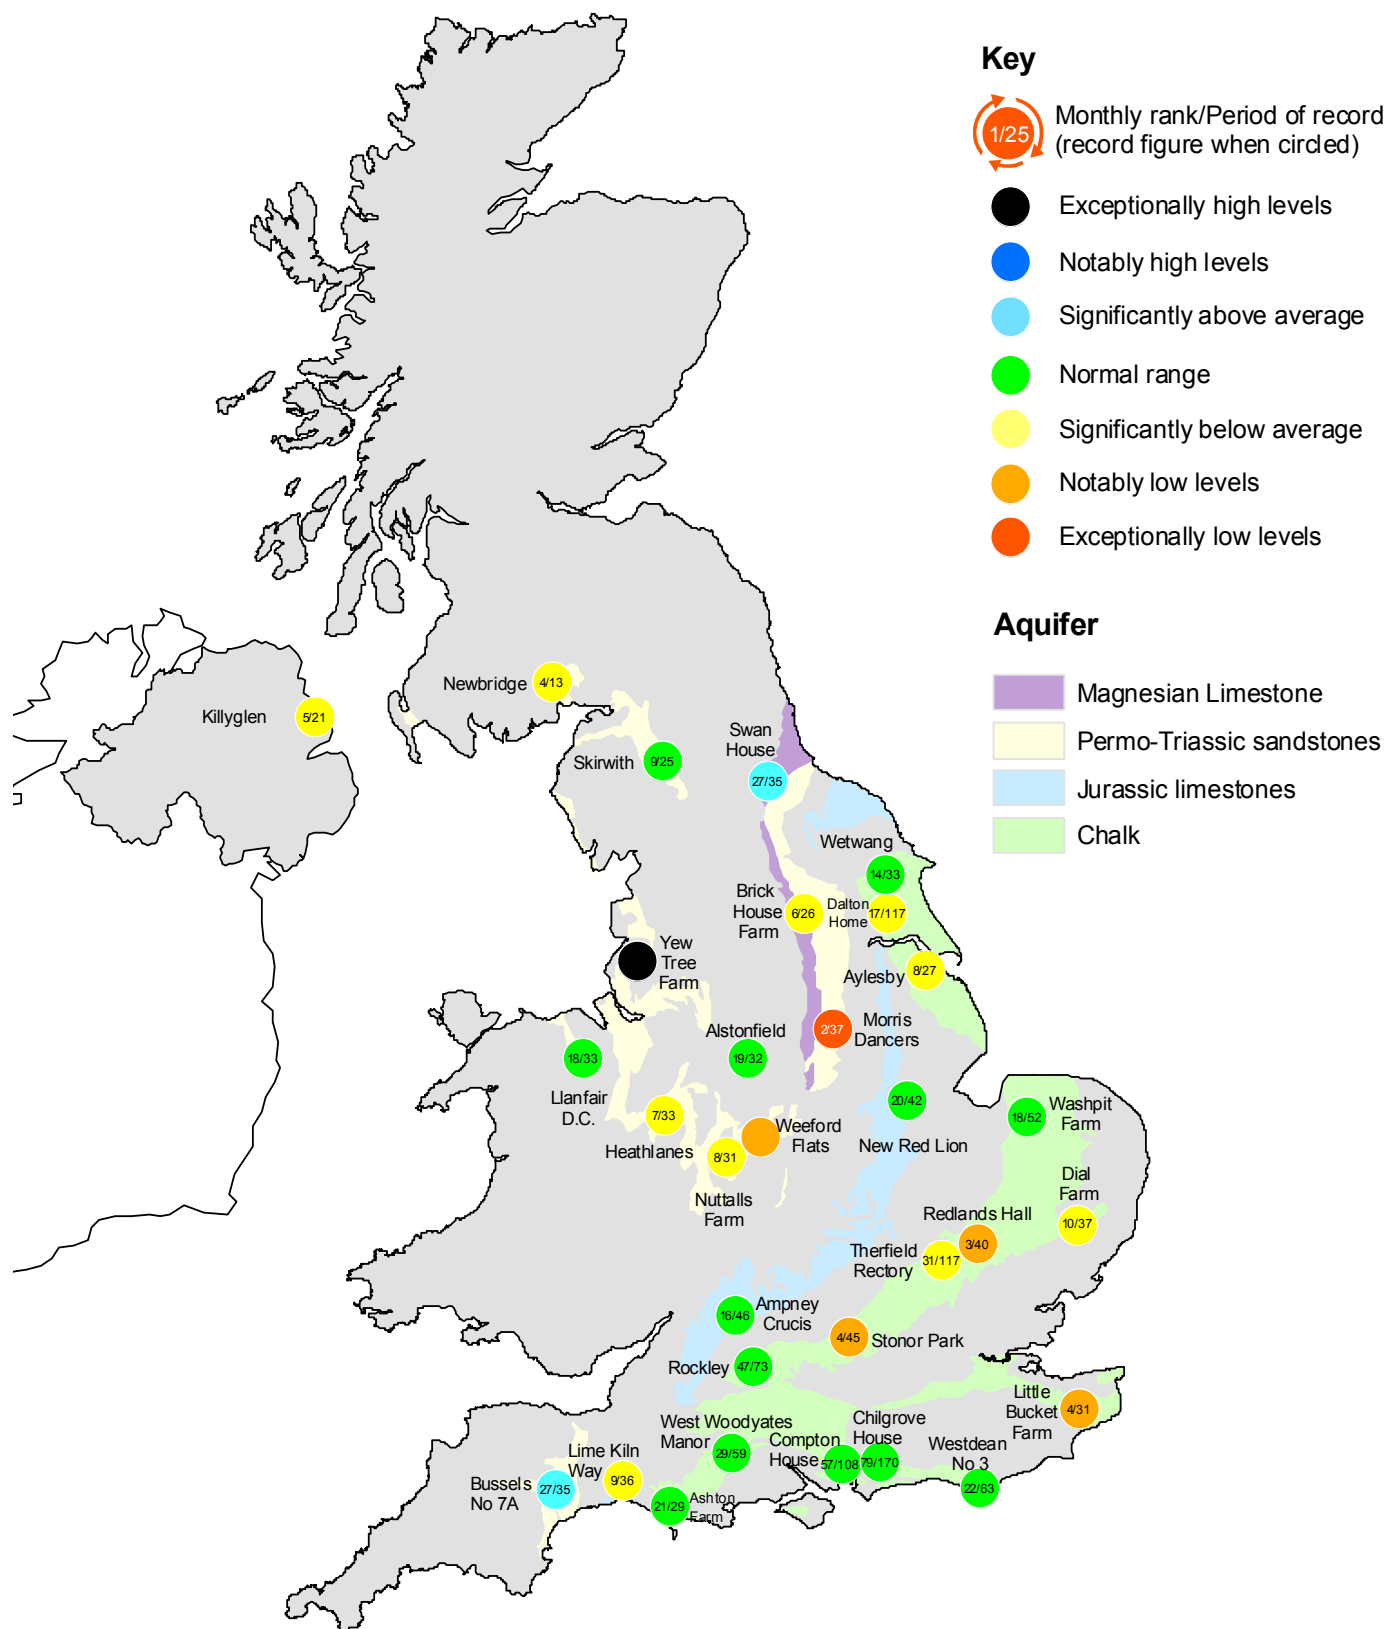 Key
1/25
Monthly rank/Period of record
(record figure when circled)
Exceptionally high levels
Notably high levels
Significantly above average
Normal range
Significantly below average
Notably low levels
Exceptionally low levels
Aquifer
Magnesian Limestone
Permo-Triassic sandstones
Jurassic limestones
Chalk
Newbridge
4/13
Killyglen
5/21
Skirwith
9/25
Swan
House
27/35
Wetwang
14/33
Brick
House
Farm
6/26
Dalton
Home
17/117
Yew
Tree
Farm
Aylesby
8/27
Morris
Dancers
2/37
Alstonfield
19/32
18/33
Llanfair
D.C.
7/33
Heathlanes
Weeford
Flats
8/31
Nuttalls
Farm
20/42
New Red Lion
18/52
Washpit
Farm
Dial
Farm
10/37
Redlands Hall
3/40
Therfield
Rectory
31/117
16/46
Ampney
Crucis
4/45
Stonor Park
Rockley
47/73
Little
Bucket
Farm
4/31
West Woodyates
Manor
29/59
Compton
House
57/108
Chilgrove
House
79/170
Westdean
No 3
22/63
Lime Kiln
Way
9/36
Bussels
No 7A
27/35
21/29
Ashton
Farm